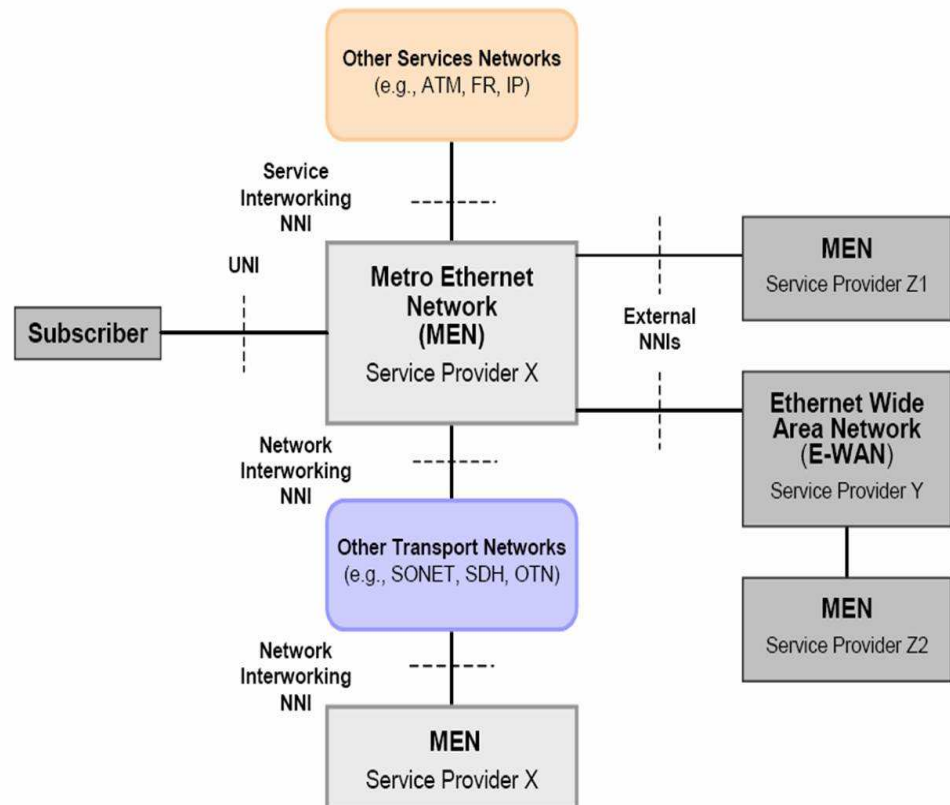 Other Services Networks
(e.g., ATM, FR, IP)
Service
Interworking
NNI
UNI
Subscriber
Metro Ethernet
Network
(MEN)
Service Provider X
External
NNIs
MEN
Service Provider Z1
Ethernet Wide
Area Network
(E-WAN)
Service Provider Y
Network
Interworking
NNI
Other Transport Networks
(e.g., SONET, SDH, OTN)
MEN
Service Provider Z2
Network
Interworking
NNI
MEN
Service Provider X